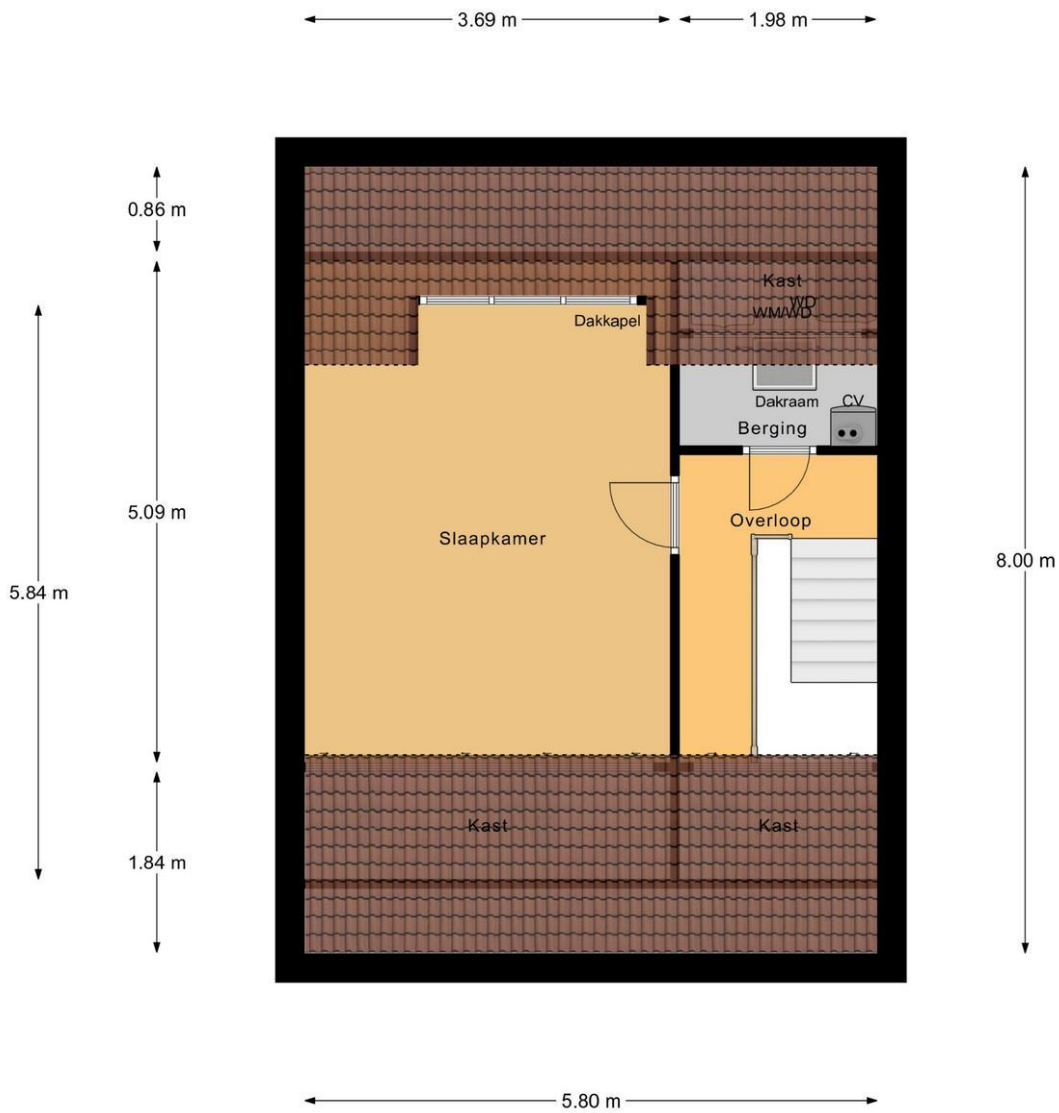 3.69 m
1.98 m
0.86 m
Kast
WD
WM/WD
Dakkapel
Dakraam
CV
Berging
5.09 m
Overloop
Slaapkamer
8.00 m
5.84 m
Kast
Kast
1.84 m
5.80 m